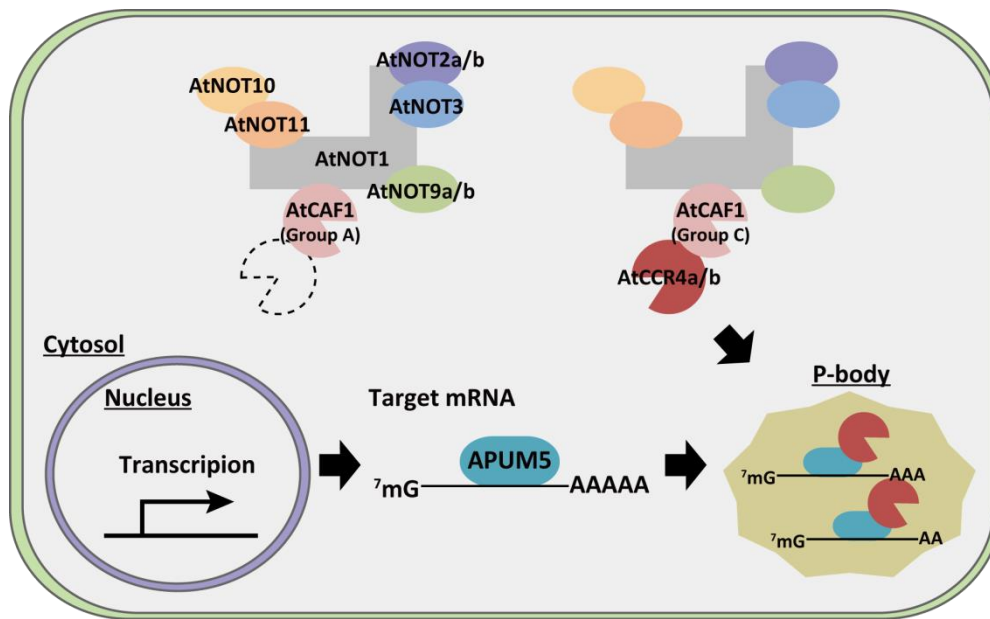 AtNOT2a/b
AtNOT10
AtNOT3
AtNOT11
AtNOT1
AtNOT9a/b
AtCAF1
(Group A)
AtCAF1
(Group C)
AtCCR4a/b
Cytosol
Nucleus
Transcripion
Target mRNA
APUM5
⁷mG AAAAA
P-body
⁷mG AAA
⁷mG AA